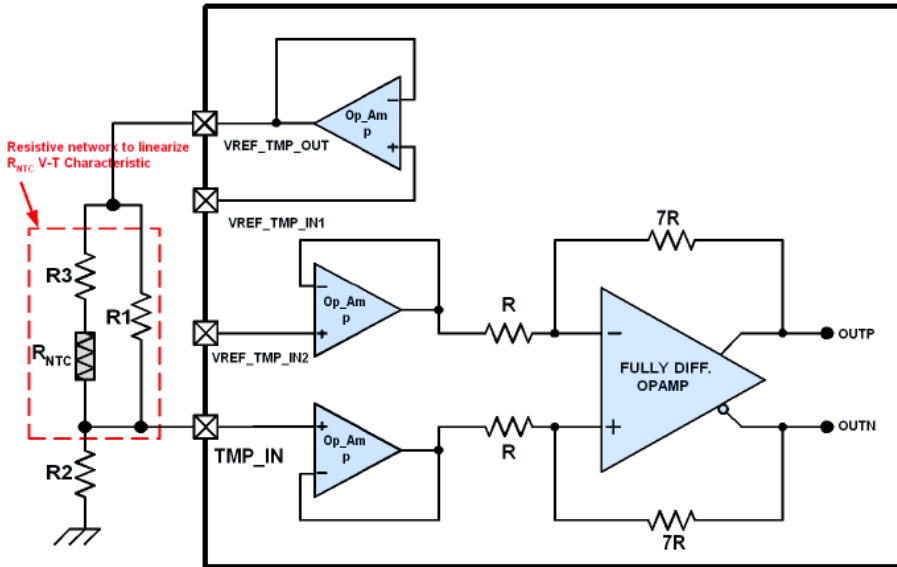 Op_Am
p
VREF_TMP_OUT
Resistive network to linearize
RNTC V-T Characteristic
VREF_TMP_IN1
7R
R3
R1
Op_Am
p
R
RNTC
VREF_TMP_IN2
FULLY DIFF.
OPAMP
OUTP
OUTN
Op_Am
p
TMP_IN
R
R2
7R